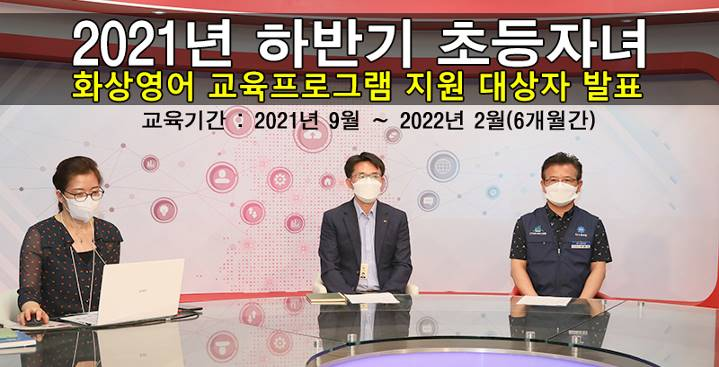 2021년 하반기 초등자녀
화상영어 교육프로그램 지원 대상자 발표
교육기간 : 2021년 9월 ~ 2022년 2월(6개월간)